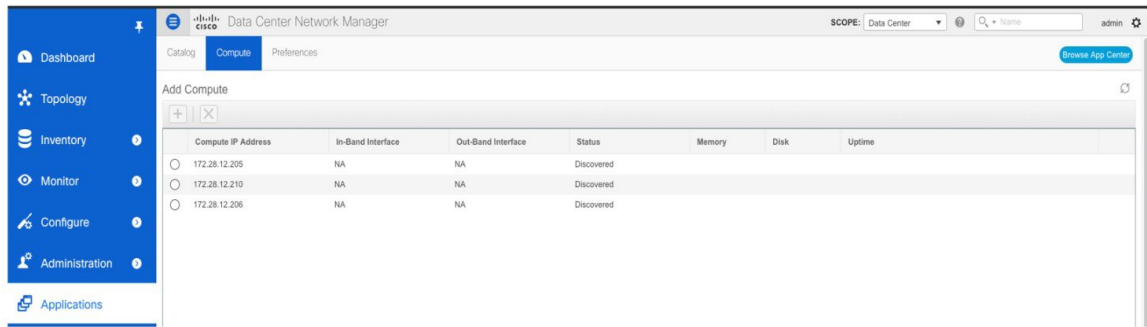 CISCO Data Center Network Manager SCOPE: Data Center Name admin
Dashboard
Topology
Inventory
Monitor
Configure
Administration
Applications
Catalog Compute Preferences Browse App Center
Add Compute
Compute IP Address In-Band Interface Out-Band Interface Status Memory Disk Uptime
172.28.12.205 NA NA Discovered
172.28.12.210 NA NA Discovered
172.28.12.206 NA NA Discovered